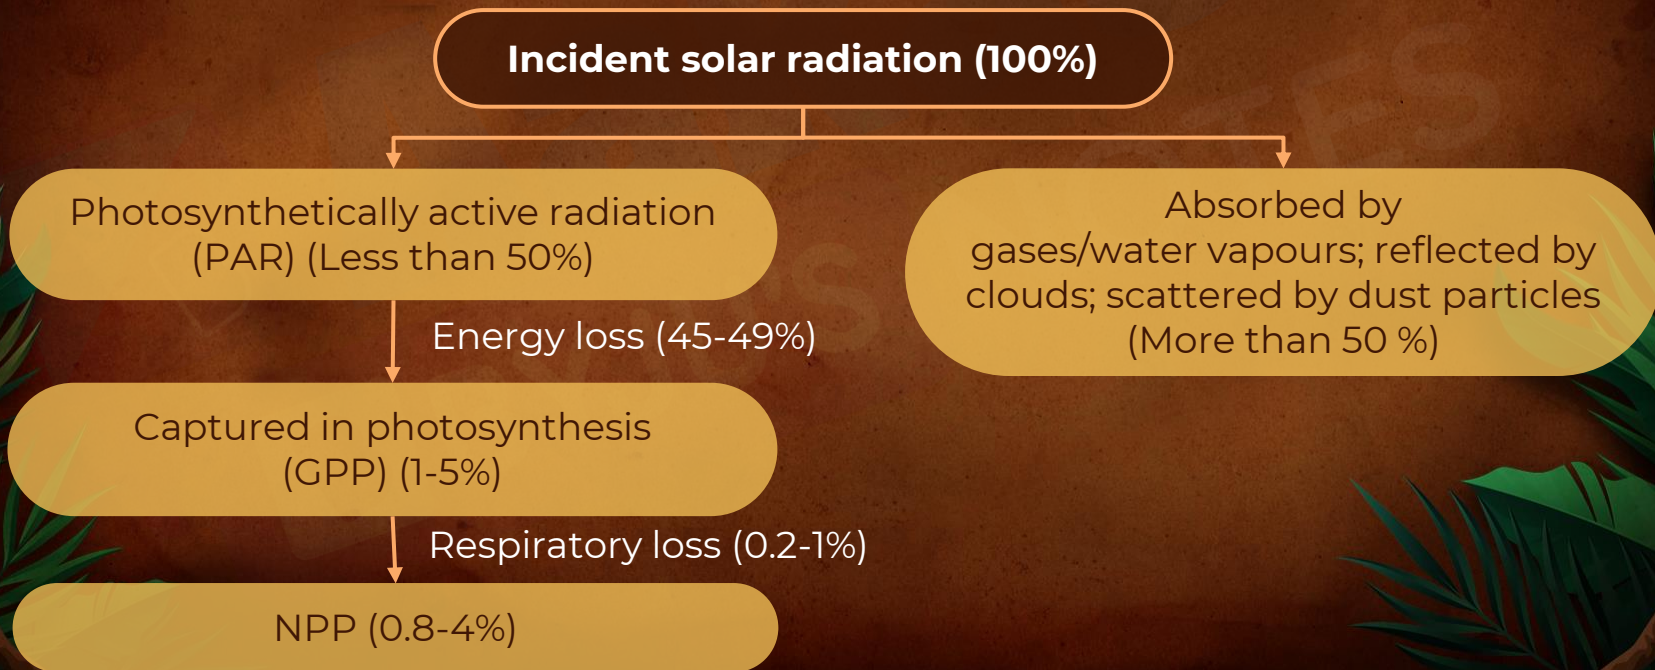 Incident solar radiation (100%)
Photosynthetically active radiation
(PAR) (Less than 50%)
Absorbed by
gases/water vapours; reflected by
clouds; scattered by dust particles
(More than 50 %)
Energy loss (45-49%)
Captured in photosynthesis
(GPP) (1-5%)
Respiratory loss (0.2-1%)
NPP (0.8-4%)